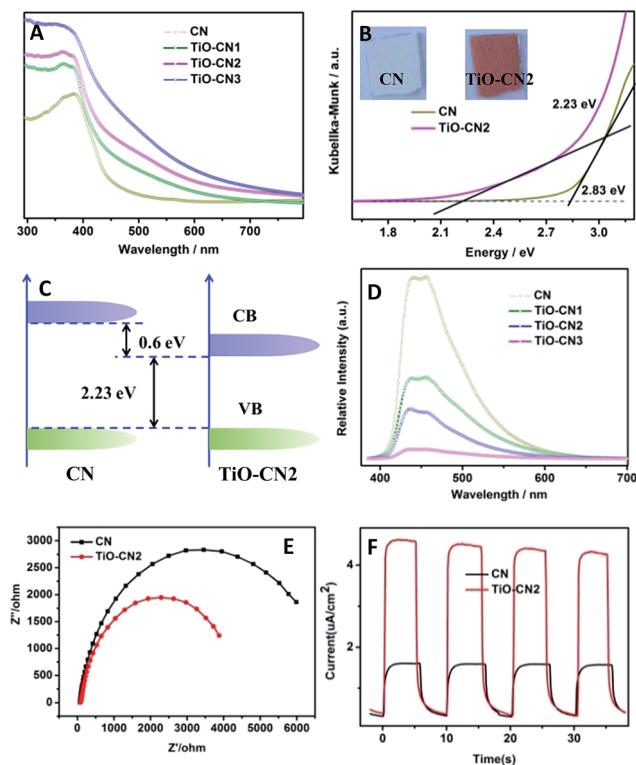 A
CN
TiO-CN1
TiO-CN2
TiO-CN3
300 400 500 600 700
Wavelength / nm
B
CN
TiO-CN2
Kubellka-Munk / a.u.
CN
TiO-CN2
2.23 eV
2.83 eV
1.8 2.1 2.4 2.7 3.0
Energy / eV
C
CB
0.6 eV
2.23 eV
VB
CN
TiO-CN2
D
CN
TiO-CN1
TiO-CN2
TiO-CN3
Relative Intensity (a.u.)
400 500 600 700
Wavelength / nm
E
CN
TiO-CN2
Z''/ohm
3000
2500
2000
1500
1000
500
0
0 1000 2000 3000 4000 5000 6000
Z'/ohm
F
CN
TiO-CN2
Current(uA/cm²)
4
2
0 10 20 30
Time(s)